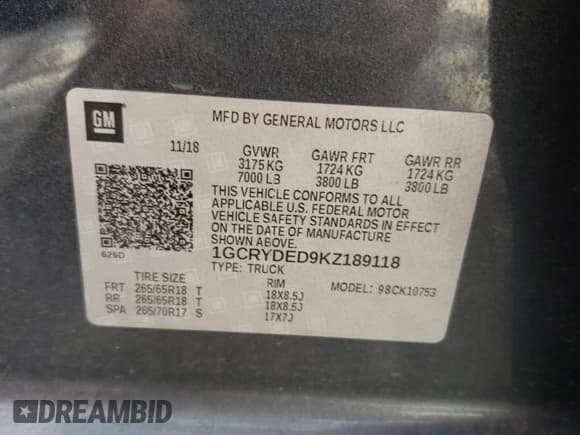 GM
MFD BY GENERAL MOTORS LLC
11/18
GVWR GAWR FRT GAWR RR
3175 KG 1724 KG 1724 KG
7000 LB 3800 LB 3800 LB
THIS VEHICLE CONFORMS TO ALL
APPLICABLE U.S. FEDERAL MOTOR
VEHICLE SAFETY STANDARDS IN EFFECT
ON THE DATE OF MANUFACTURE
SHOWN ABOVE.
626D
1GCRYDED9KZ189118
TYPE: TRUCK
MODEL: 98CK10753
TIRE SIZE RIM
FRT 265/65R18 T 18X8.5J
RR 265/65R18 T 18X8.5J
SPA 265/70R17 S 17X7J
DREAMBID